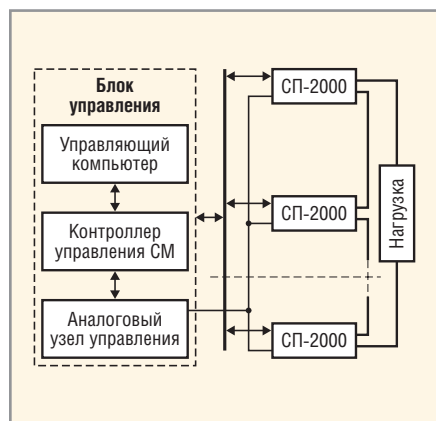 Блок
управления
Управляющий
компьютер
Контроллер
управления СМ
Аналоговый
узел управления
СП-2000
СП-2000
СП-2000
Нагрузка